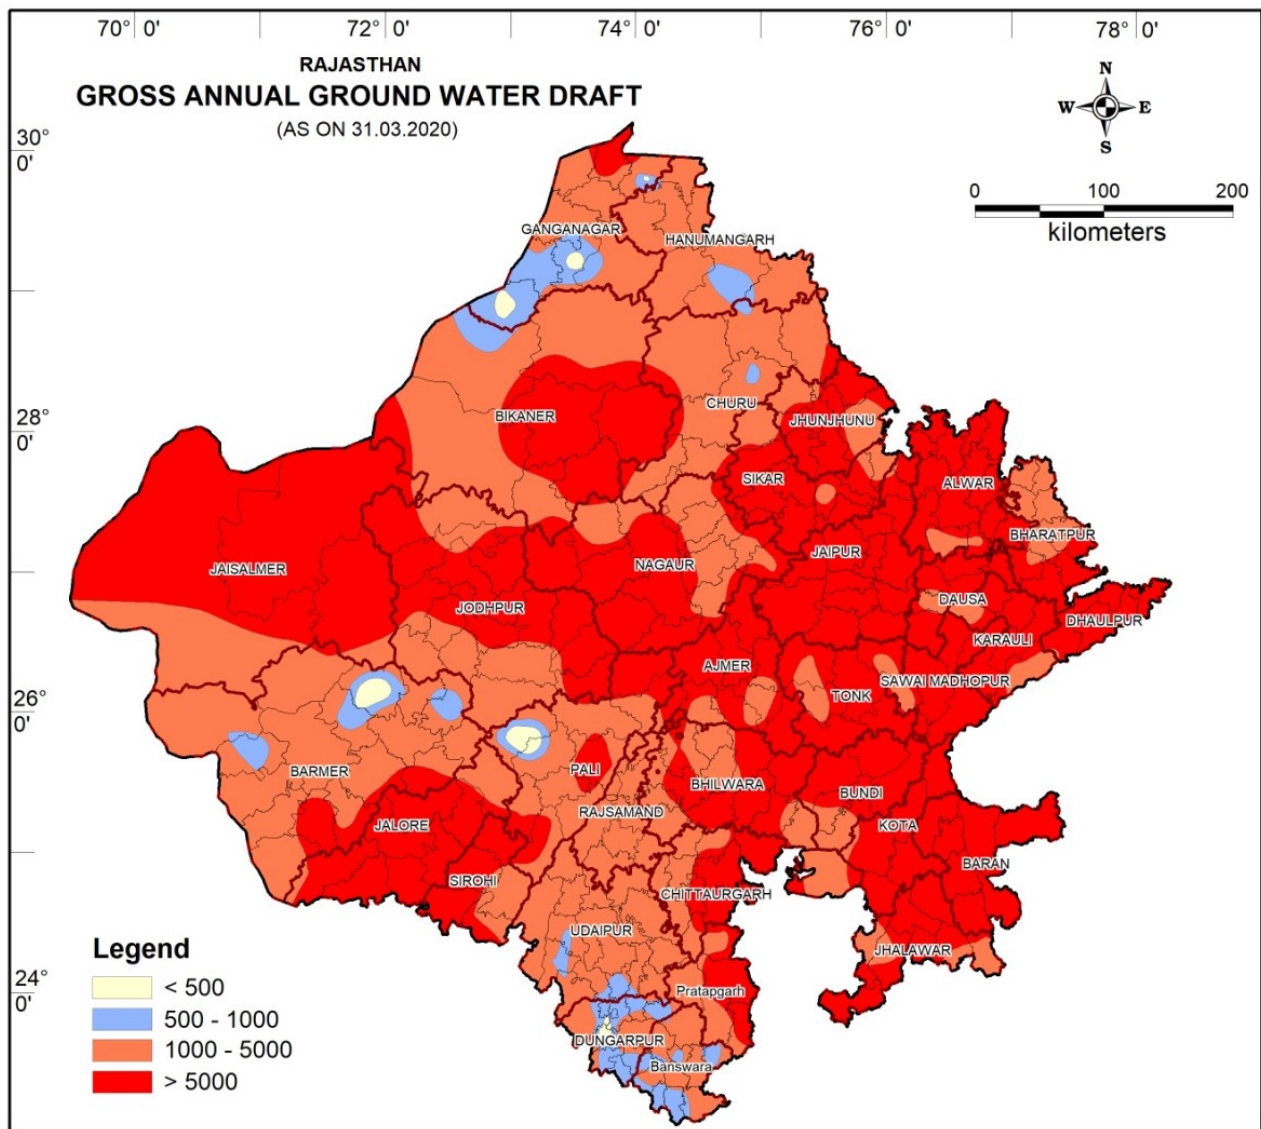 70° 0'
72° 0'
74° 0'
76° 0'
78° 0'
RAJASTHAN
GROSS ANNUAL GROUND WATER DRAFT
(AS ON 31.03.2020)
N
W
E
S
30°
0'
0
100
200
kilometers
GANGANAGAR
HANUMANGARH
28°
0'
BIKANER
CHURU
JHUNJHUNU
SIKAR
ALWAR
BHARATPUR
JAISALMER
NAGAUR
JAIPUR
JODHPUR
DAUSA
DHAULPUR
KARAULI
26°
0'
AJMER
TONK
SAWAI MADHOPUR
BARMER
PALI
BHILWARA
BUNDI
RAJSAMAND
JALORE
KOTA
BARAN
SIROHI
CHITTAURGARH
UDAIPUR
JHALAWAR
24°
0'
Pratapgarh
DUNGARPUR
Banswara
Legend
< 500
500 - 1000
1000 - 5000
> 5000